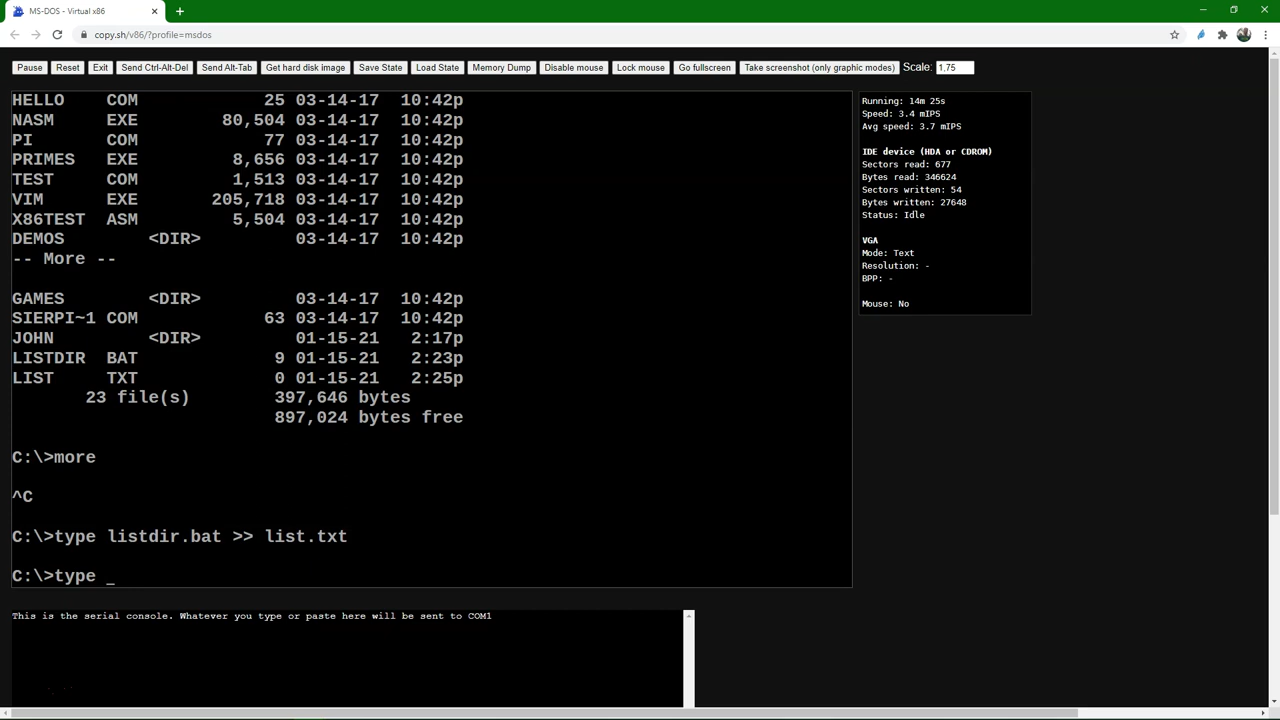 MS-DOS - Virtual x86
copy.sh/v86/?profile=msdos
Pause Reset Exit Send Ctrl-Alt-Del Send Alt-Tab Get hard disk image Save State Load State Memory Dump Disable mouse Lock mouse Go fullscreen Take screenshot (only graphic modes) Scale: 1,75
HELLO COM 25 03-14-17 10:42p
NASM EXE 80,504 03-14-17 10:42p
PI COM 77 03-14-17 10:42p
PRIMES EXE 8,656 03-14-17 10:42p
TEST COM 1,513 03-14-17 10:42p
VIM EXE 205,718 03-14-17 10:42p
X86TEST ASM 5,504 03-14-17 10:42p
DEMOS <DIR> 03-14-17 10:42p
-- More --
GAMES <DIR> 03-14-17 10:42p
SIERPI~1 COM 63 03-14-17 10:42p
JOHN <DIR> 01-15-21 2:17p
LISTDIR BAT 9 01-15-21 2:23p
LIST TXT 0 01-15-21 2:25p
23 file(s) 397,646 bytes
897,024 bytes free
C:\>more
^C
C:\>type listdir.bat >> list.txt
C:\>type _
Running: 14m 25s
Speed: 3.4 mIPS
Avg speed: 3.7 mIPS
IDE device (HDA or CDROM)
Sectors read: 677
Bytes read: 346624
Sectors written: 54
Bytes written: 27648
Status: Idle
VGA
Mode: Text
Resolution: -
BPP: -
Mouse: No
This is the serial console. Whatever you type or paste here will be sent to COM1